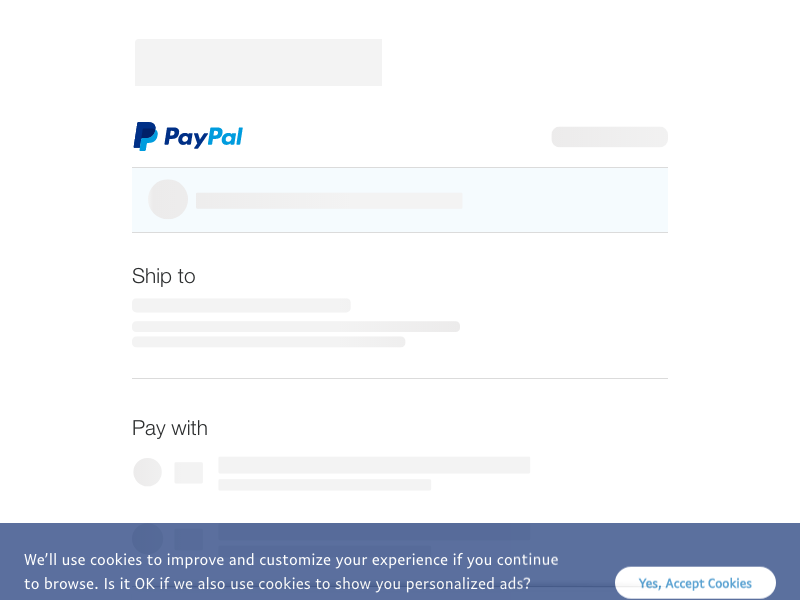 PayPal
Ship to
Pay with
We'll use cookies to improve and customize your experience if you continue
to browse. Is it OK if we also use cookies to show you personalized ads?
Yes, Accept Cookies